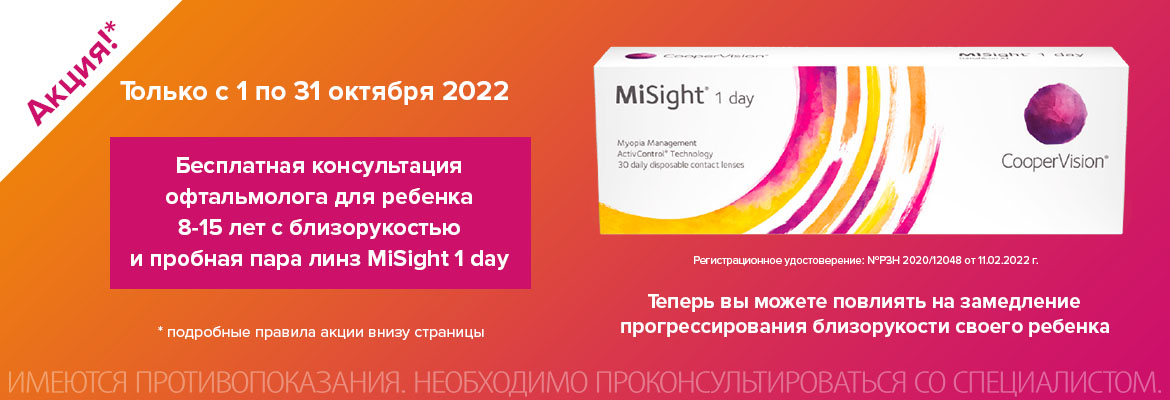 Акция!*
Только с 1 по 31 октября 2022
Бесплатная консультация
офтальмолога для ребенка
8-15 лет с близорукостью
и пробная пара линз MiSight 1 day
* подробные правила акции внизу страницы
CooperVision®
MiSight® 1 day
MiSight® 1 day
Myopia Management
ActivControl® Technology
30 daily disposable contact lenses
CooperVision®
Регистрационное удостоверение: №РЗН 2020/12048 от 11.02.2022 г.
Теперь вы можете повлиять на замедление
прогрессирования близорукости своего ребенка
ИМЕЮТСЯ ПРОТИВОПОКАЗАНИЯ. НЕОБХОДИМО ПРОКОНСУЛЬТИРОВАТЬСЯ СО СПЕЦИАЛИСТОМ.